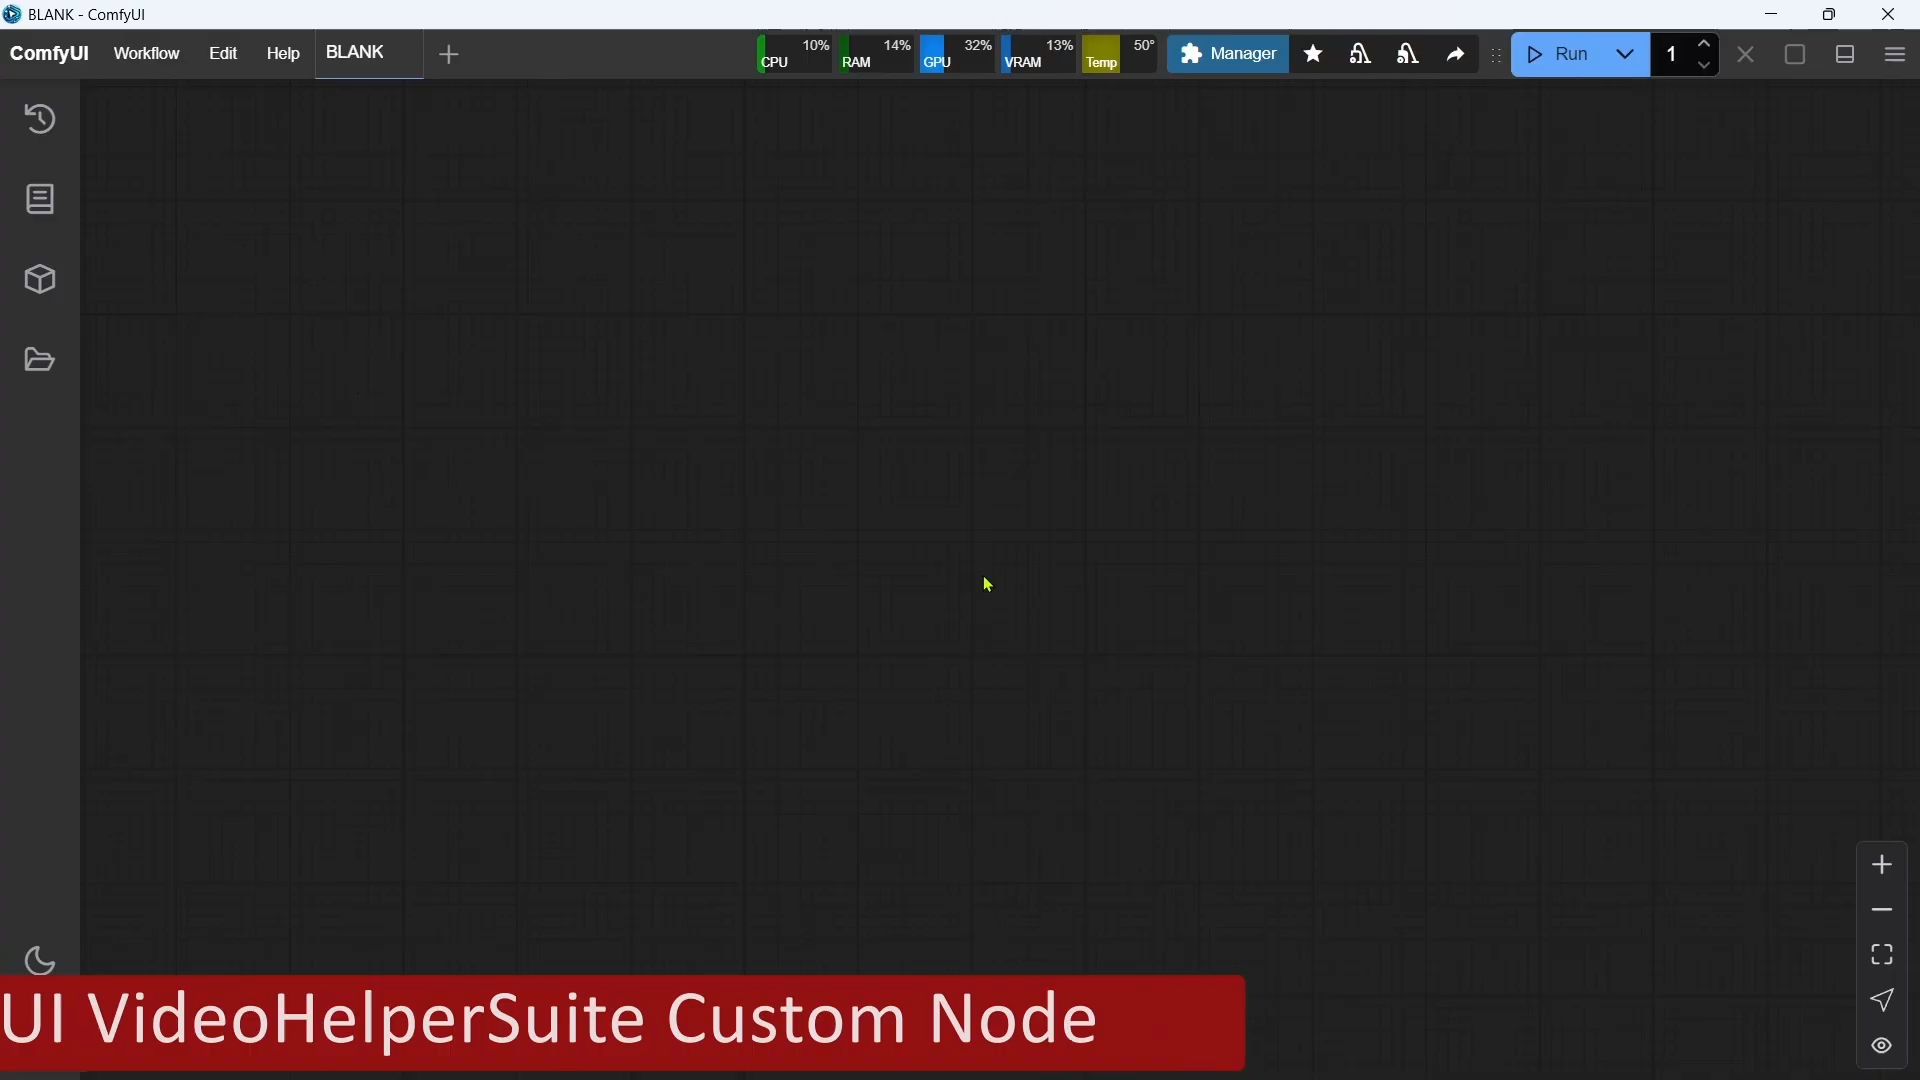 BLANK - ComfyUI
ComfyUI Workflow Edit Help BLANK
CPU 10% RAM 14% GPU 32% VRAM 13% Temp 50° Manager Run 1
UI VideoHelperSuite Custom Node